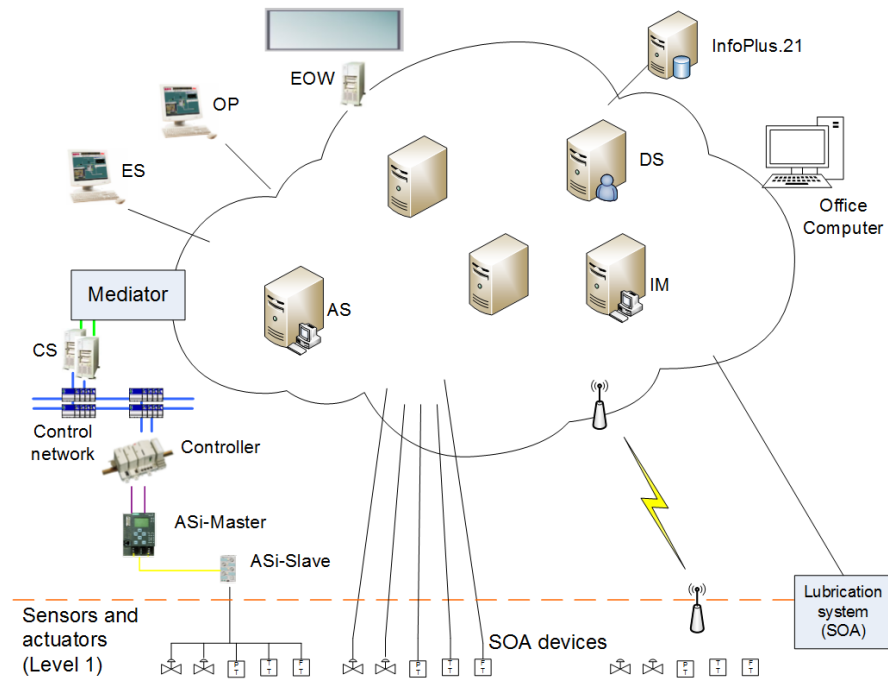 InfoPlus.21
EOW
OP
ES
DS
Office
Computer
Mediator
IM
AS
CS
Control
network
Controller
ASi-Master
ASi-Slave
Sensors and
actuators
(Level 1)
SOA devices
Lubrication
system
(SOA)
P
T
T
T
F
T
P
T
T
T
F
T
P
T
T
T
F
T